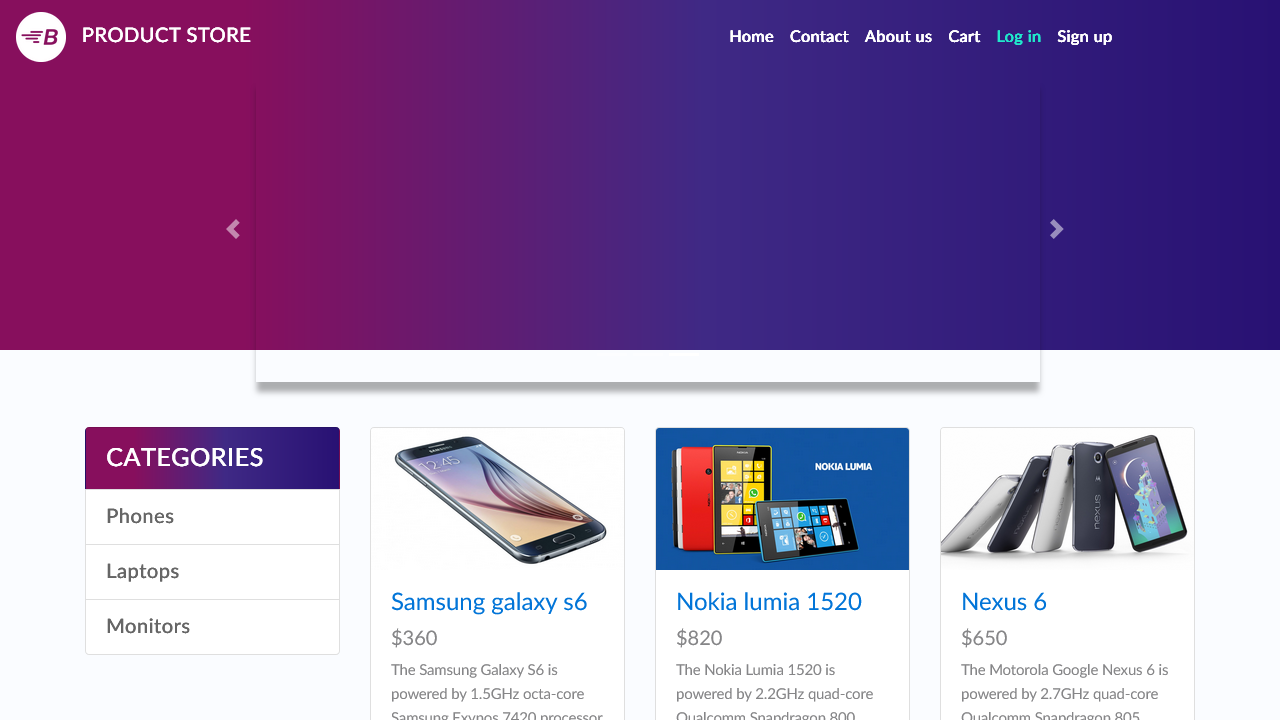 B PRODUCT STORE
Home Contact About us Cart Log in Sign up
CATEGORIES
Phones
Laptops
Monitors
12:45
Samsung galaxy s6
$360
The Samsung Galaxy S6 is
powered by 1.5GHz octa-core
Samsung Exynos 7420 processor
NOKIA LUMIA
Nokia lumia 1520
$820
The Nokia Lumia 1520 is
powered by 2.2GHz quad-core
Qualcomm Snapdragon 800
nexus
Nexus 6
$650
The Motorola Google Nexus 6 is
powered by 2.7GHz quad-core
Qualcomm Snapdragon 805